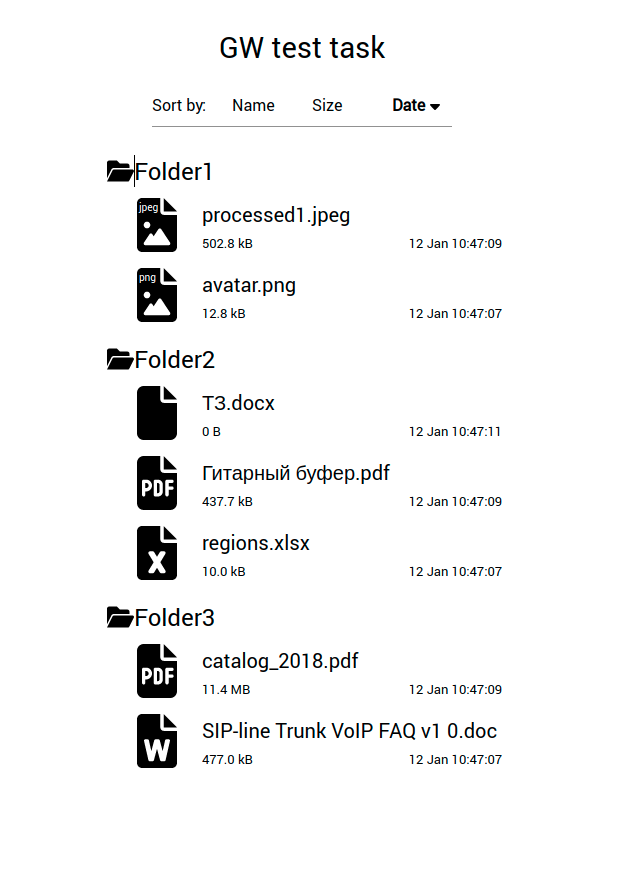 GW test task
Sort by: Name Size Date
Folder1
jpeg
processed1.jpeg
502.8 kB 12 Jan 10:47:09
png
avatar.png
12.8 kB 12 Jan 10:47:07
Folder2
ТЗ.docx
0 B 12 Jan 10:47:11
PDF
Гитарный буфер.pdf
437.7 kB 12 Jan 10:47:09
X
regions.xlsx
10.0 kB 12 Jan 10:47:07
Folder3
PDF
catalog_2018.pdf
11.4 MB 12 Jan 10:47:09
W
SIP-line Trunk VoIP FAQ v1 0.doc
477.0 kB 12 Jan 10:47:07